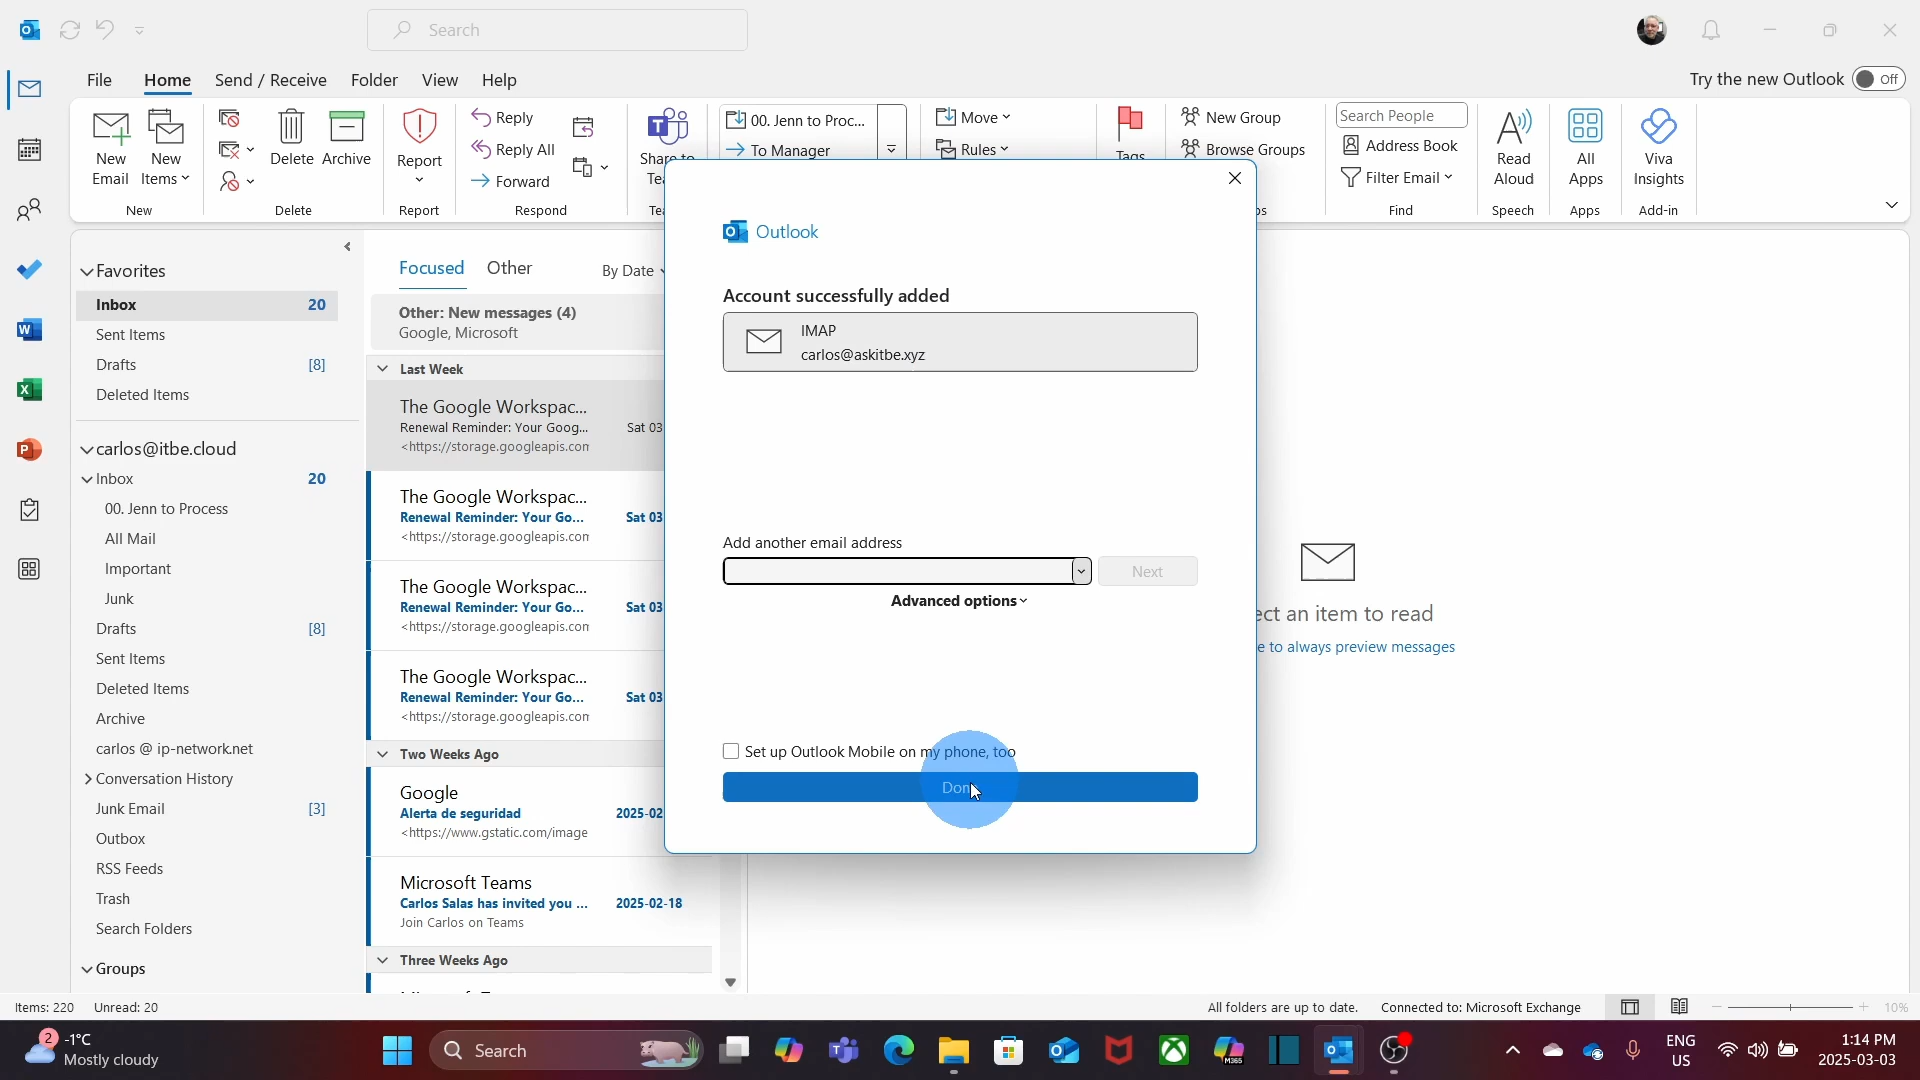 Search
File
Home
Send / Receive
Folder
View
Help
Try the new Outlook
Off
New
Email
New
Items
New
Delete
Archive
Delete
Report
Report
Reply
Reply All
Forward
Respond
Share to
00. Jenn to Proc...
To Manager
Move
Rules
New Group
Browse Groups
Search People
Address Book
Filter Email
Find
Read
Aloud
Speech
All
Apps
Apps
Viva
Insights
Add-in
Favorites
Inbox 20
Sent Items
Drafts [8]
Deleted Items
carlos@itbe.cloud
Inbox 20
00. Jenn to Process
All Mail
Important
Junk
Drafts [8]
Sent Items
Deleted Items
Archive
carlos @ ip-network.net
Conversation History
Junk Email [3]
Outbox
RSS Feeds
Trash
Search Folders
Groups
Focused
Other
By Date
Other: New messages (4)
Google, Microsoft
Last Week
The Google Workspac...
Renewal Reminder: Your Goog... Sat 03
<https://storage.googleapis.com
The Google Workspac...
Renewal Reminder: Your Go... Sat 03
<https://storage.googleapis.com
The Google Workspac...
Renewal Reminder: Your Go... Sat 03
<https://storage.googleapis.com
The Google Workspac...
Renewal Reminder: Your Go... Sat 03
<https://storage.googleapis.com
Two Weeks Ago
Google
Alerta de seguridad 2025-02
<https://www.gstatic.com/image
Microsoft Teams
Carlos Salas has invited you ... 2025-02-18
Join Carlos on Teams
Three Weeks Ago
Outlook
Account successfully added
IMAP
carlos@askitbe.xyz
Add another email address
Next
Advanced options
Set up Outlook Mobile on my phone, too
Done
an item to read
to always preview messages
Items: 220 Unread: 20
All folders are up to date. Connected to: Microsoft Exchange
10%
2
-1°C
Mostly cloudy
Search
M365
ENG
US
1:14 PM
2025-03-03